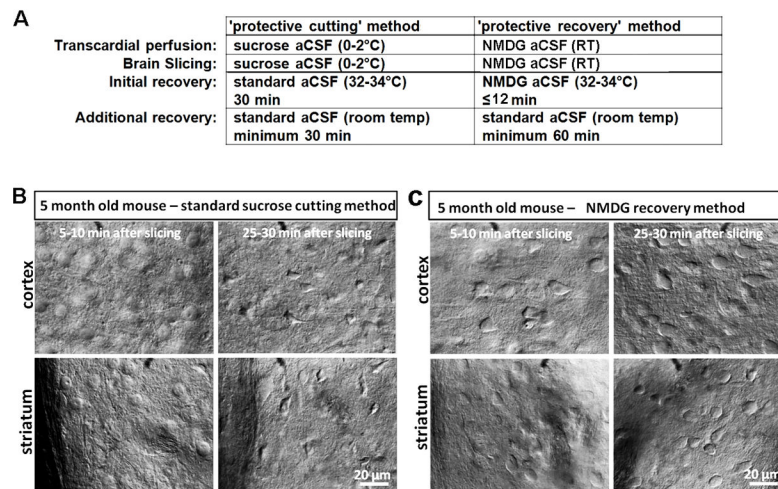 A
'protective cutting' method 'protective recovery' method
Transcardial perfusion: sucrose aCSF (0-2°C) NMDG aCSF (RT)
Brain Slicing: sucrose aCSF (0-2°C) NMDG aCSF (RT)
Initial recovery: standard aCSF (32-34°C) NMDG aCSF (32-34°C)
30 min ≤12 min
Additional recovery: standard aCSF (room temp) standard aCSF (room temp)
minimum 30 min minimum 60 min
B
5 month old mouse – standard sucrose cutting method
5-10 min after slicing 25-30 min after slicing
cortex
striatum
20 µm
C
5 month old mouse – NMDG recovery method
5-10 min after slicing 25-30 min after slicing
cortex
striatum
20 µm